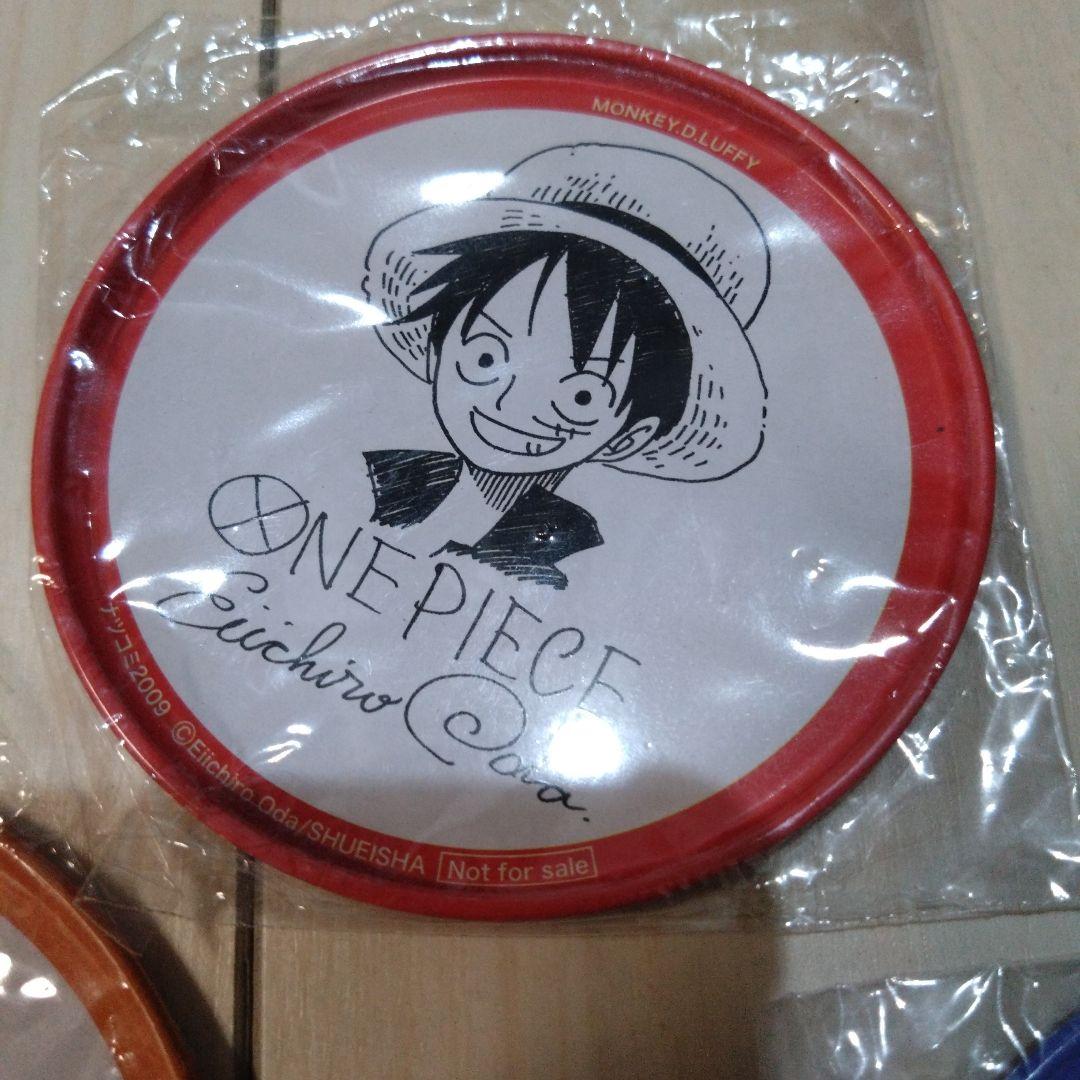 MONKEY.D.LUFFY
ONE PIECE
Eiichiro Oda.
ナツコミ2009 ©Eiichiro Oda/SHUEISHA Not for sale